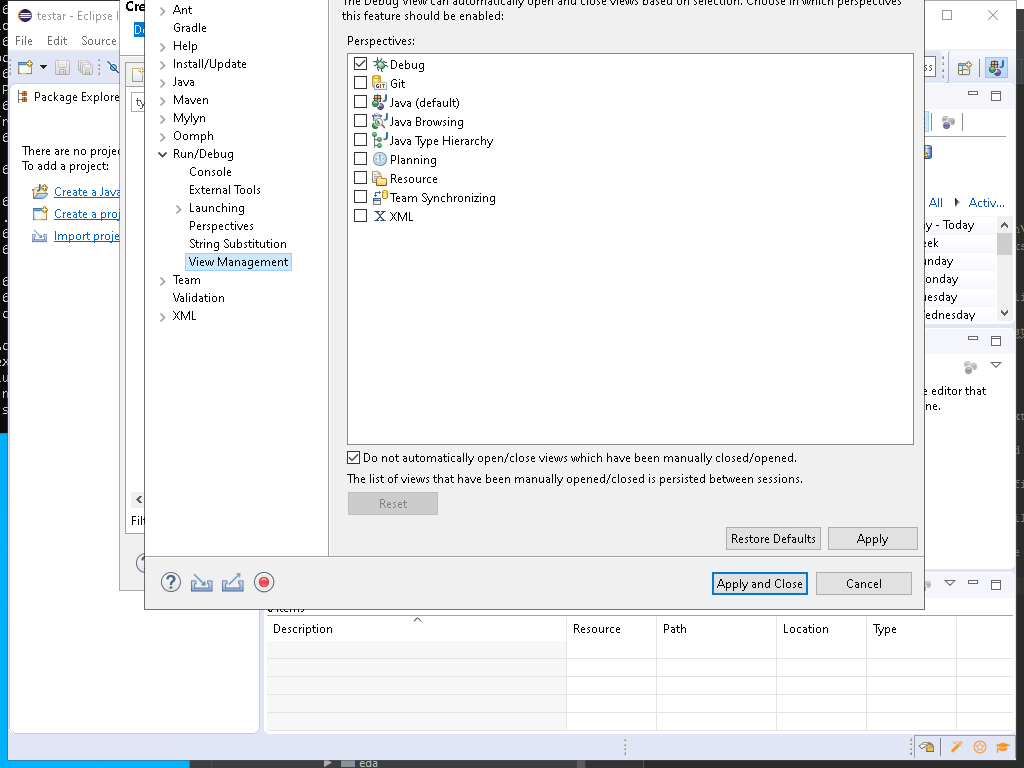 testar - Eclipse I
File Edit Source
Package Explore
There are no proje
To add a project:
Create a Java
Create a proj
Import proje
Cre
De
ty
Filt
Ant
Gradle
Help
Install/Update
Java
Maven
Mylyn
Oomph
Run/Debug
Console
External Tools
Launching
Perspectives
String Substitution
View Management
Team
Validation
XML
The Debug View can automatically open and close views based on selection. Choose in which perspectives
this feature should be enabled:
Perspectives:
Debug
Git
Java (default)
Java Browsing
Java Type Hierarchy
Planning
Resource
Team Synchronizing
XML
Do not automatically open/close views which have been manually closed/opened.
The list of views that have been manually opened/closed is persisted between sessions.
Reset
Restore Defaults Apply
Apply and Close Cancel
ss
All Activ...
y - Today
eek
unday
onday
uesday
ednesday
e editor that
ne.
items
Description Resource Path Location Type
eda